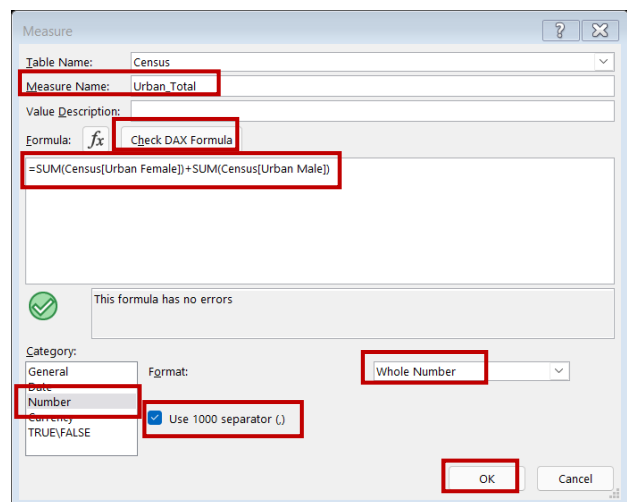 Measure
?
Table Name: Census
Measure Name: Urban_Total
Value Description:
Formula: fx Check DAX Formula
=SUM(Census[Urban Female])+SUM(Census[Urban Male])
This formula has no errors
Category:
General
Date
Number
Currency
TRUE\FALSE
Format: Whole Number
Use 1000 separator (,)
OK Cancel